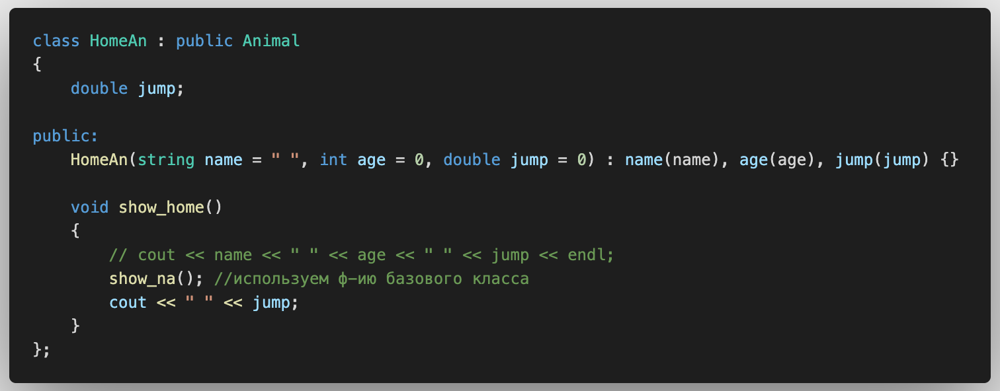 class HomeAn : public Animal
{
    double jump;

public:
    HomeAn(string name = " ", int age = 0, double jump = 0) : name(name), age(age), jump(jump) {}

    void show_home()
    {
        // cout << name << " " << age << " " << jump << endl;
        show_na(); //используем ф-ию базового класса
        cout << " " << jump;
    }
};